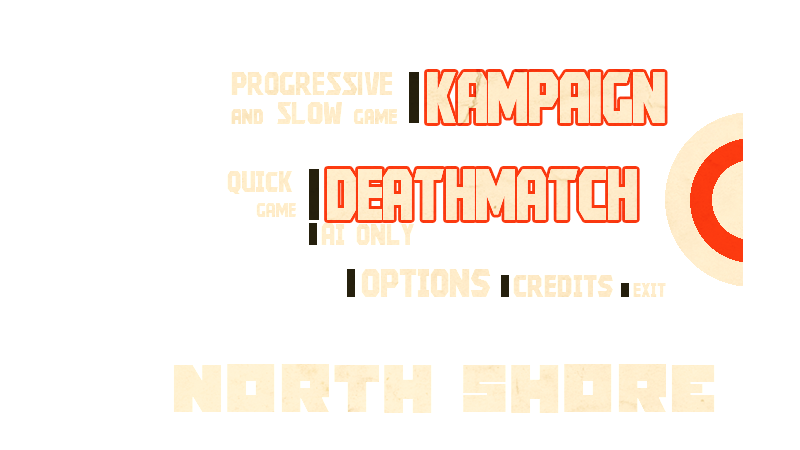 PROGRESSIVE
AND SLOW GAME
KAMPAIGN
QUICK
GAME
DEATHMATCH
AI ONLY
OPTIONS
CREDITS
EXIT
NORTH SHORE